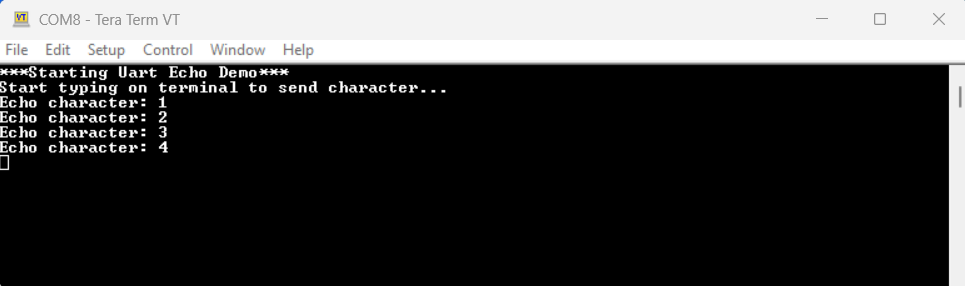 VT
COM8 - Tera Term VT
File Edit Setup Control Window Help
***Starting Uart Echo Demo***
Start typing on terminal to send character...
Echo character: 1
Echo character: 2
Echo character: 3
Echo character: 4